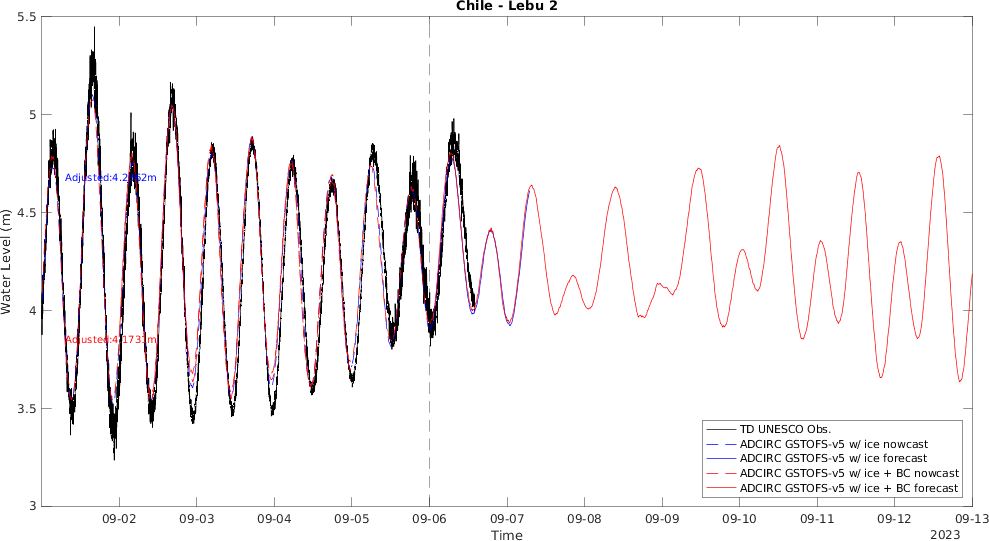 Chile - Lebu 2
5.5
5
4.5
4
3.5
3
Water Level (m)
Adjusted:4.1731m
09-02
09-03
09-04
09-05
09-06
09-07
09-08
09-09
09-10
09-11
09-12
09-13
Time
2023
TD UNESCO Obs.
ADCIRC GSTOFS-v5 w/ ice nowcast
ADCIRC GSTOFS-v5 w/ ice forecast
ADCIRC GSTOFS-v5 w/ ice + BC nowcast
ADCIRC GSTOFS-v5 w/ ice + BC forecast